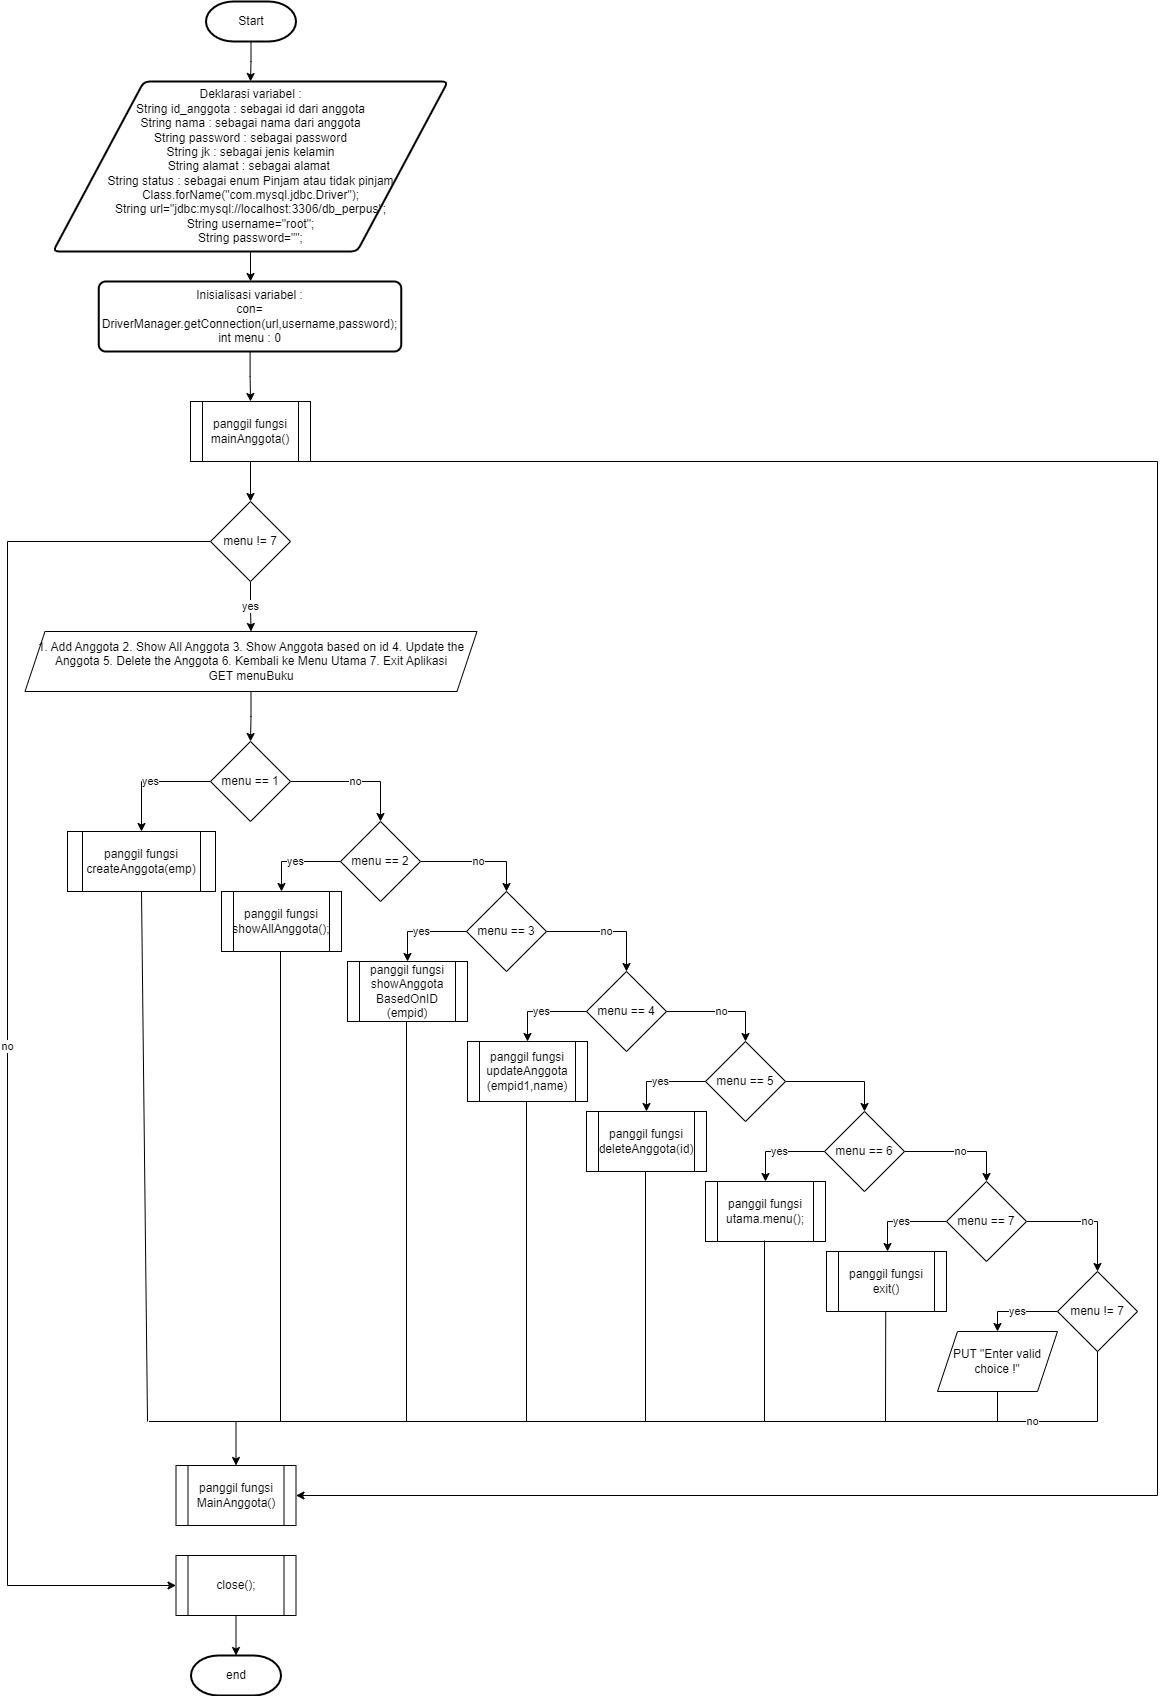 Start
Deklarasi variabel :
String id_anggota : sebagai id dari anggota
String nama : sebagai nama dari anggota
String password : sebagai password
String jk : sebagai jenis kelamin
String alamat : sebagai alamat
String status : sebagai enum Pinjam atau tidak pinjam
Class.forName("com.mysql.jdbc.Driver");
String url="jdbc:mysql://localhost:3306/db_perpus";
String username="root";
String password="";
Inisialisasi variabel :
con=
DriverManager.getConnection(url,username,password);
int menu : 0
panggil fungsi
mainAnggota()
menu != 7
yes
1. Add Anggota 2. Show All Anggota 3. Show Anggota based on id 4. Update the
Anggota 5. Delete the Anggota 6. Kembali ke Menu Utama 7. Exit Aplikasi
GET menuBuku
menu == 1
yes
no
panggil fungsi
createAnggota(emp)
menu == 2
yes
no
panggil fungsi
showAllAnggota();
menu == 3
yes
no
panggil fungsi
showAnggota
BasedOnID
(empid)
menu == 4
yes
no
panggil fungsi
updateAnggota
(empid1,name)
no
menu == 5
yes
panggil fungsi
deleteAnggota(id)
menu == 6
yes
no
panggil fungsi
utama.menu();
menu == 7
yes
no
panggil fungsi
exit()
menu != 7
yes
PUT "Enter valid
choice !"
no
panggil fungsi
MainAnggota()
close();
end